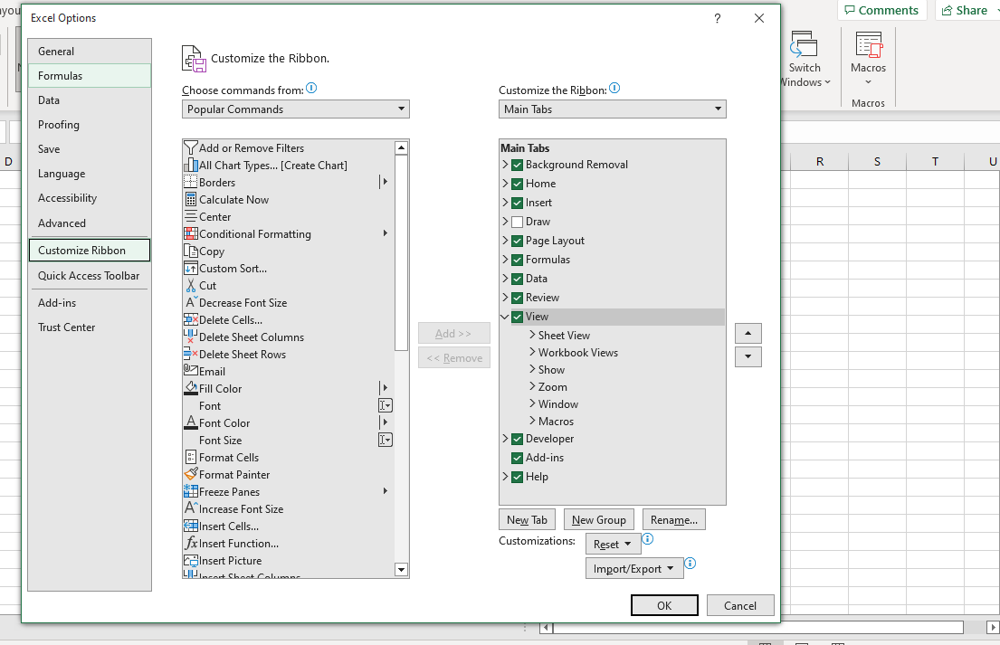 Excel Options
?
Comments
Share
General
Formulas
Data
Proofing
Save
Language
Accessibility
Advanced
Customize Ribbon
Quick Access Toolbar
Add-ins
Trust Center
Customize the Ribbon.
Choose commands from:
Popular Commands
Add or Remove Filters
All Chart Types... [Create Chart]
Borders
Calculate Now
Center
Conditional Formatting
Copy
Custom Sort...
Cut
Decrease Font Size
Delete Cells...
Delete Sheet Columns
Delete Sheet Rows
Email
Fill Color
Font
Font Color
Font Size
Format Cells
Format Painter
Freeze Panes
Increase Font Size
Insert Cells...
Insert Function...
Insert Picture
Insert Sheet Columns
Add >>
<< Remove
Customize the Ribbon:
Main Tabs
Main Tabs
Background Removal
Home
Insert
Draw
Page Layout
Formulas
Data
Review
View
Sheet View
Workbook Views
Show
Zoom
Window
Macros
Developer
Add-ins
Help
New Tab
New Group
Rename...
Customizations:
Reset
Import/Export
OK
Cancel
Switch
Windows
Macros
Macros
D
R
S
T
U